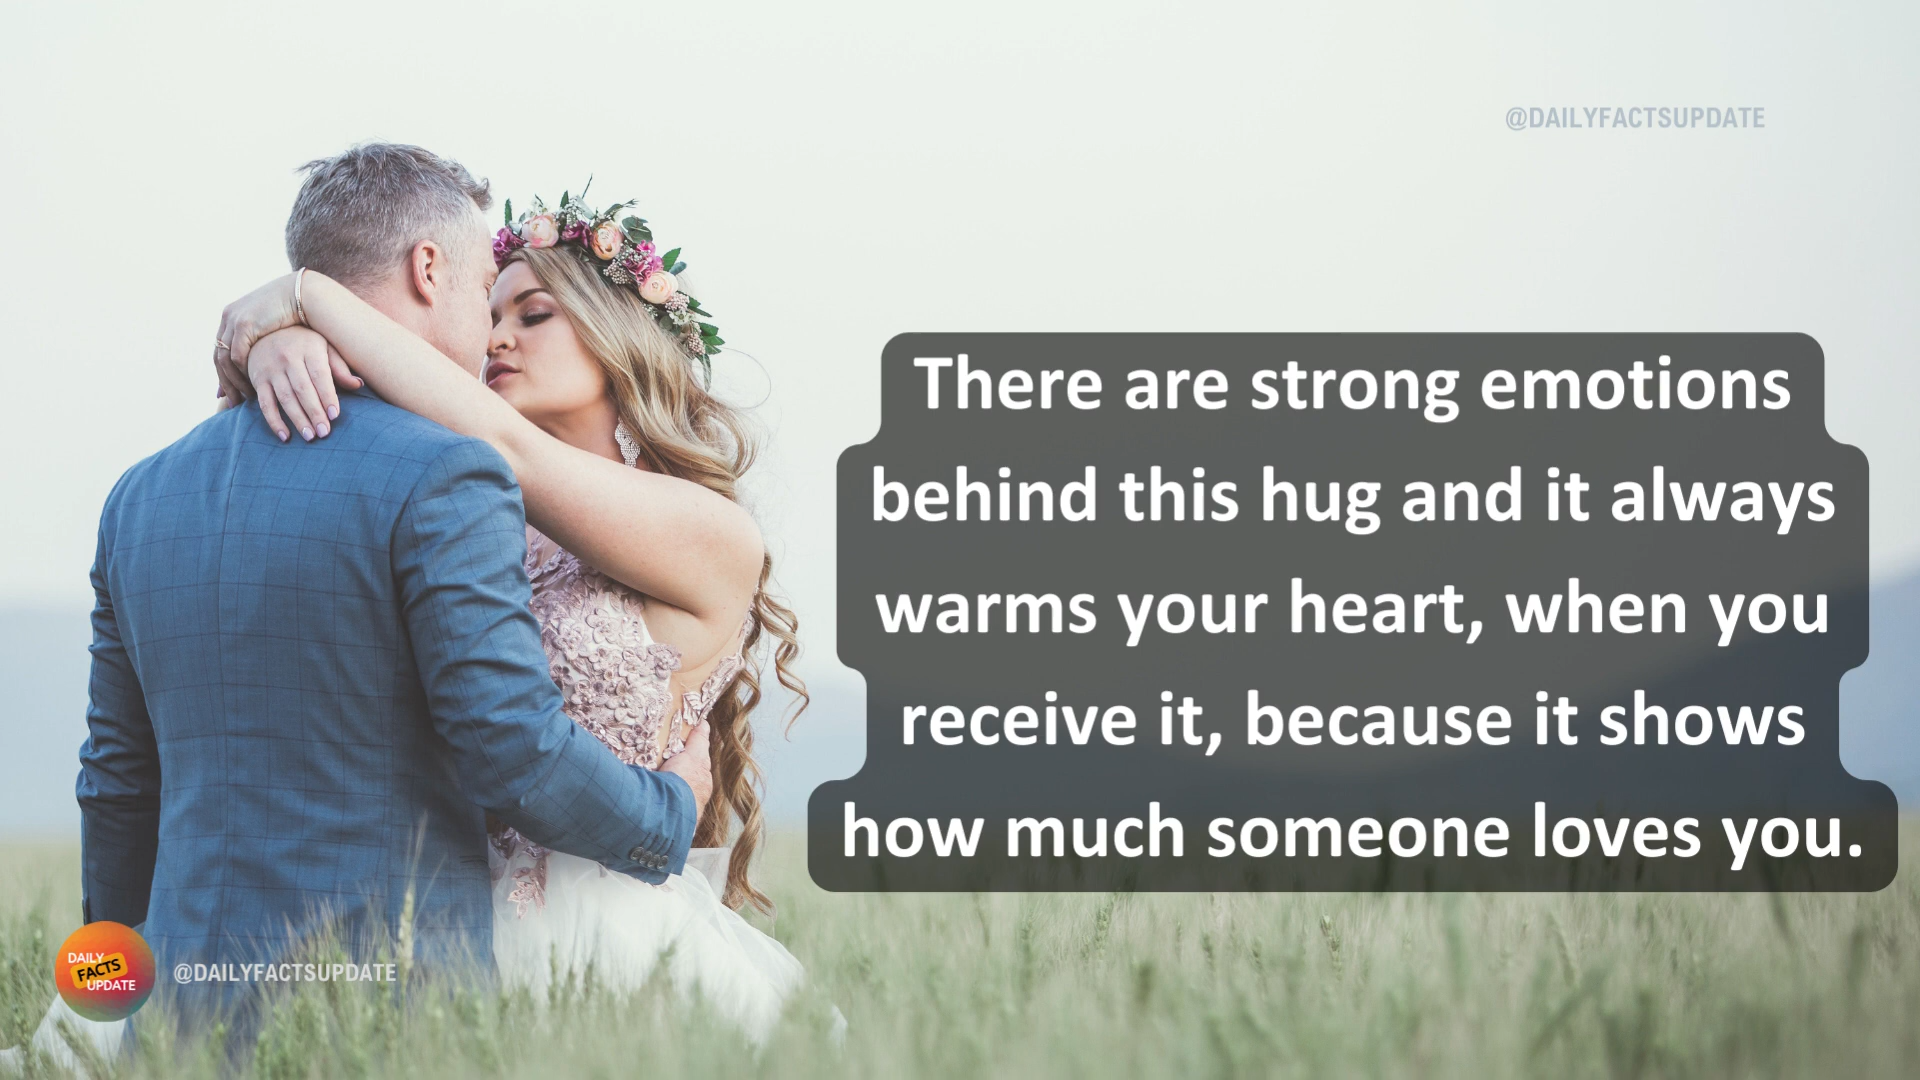 @DAILYFACTSUPDATE
There are strong emotions
behind this hug and it always
warms your heart, when you
receive it, because it shows
how much someone loves you.
DAILY
FACTS
UPDATE
@DAILYFACTSUPDATE